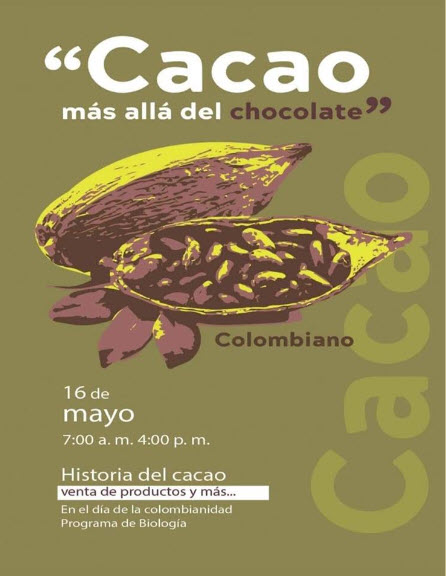 “Cacao
más allá del chocolate”
Cacao
Colombiano
16 de
mayo
7:00 a. m. 4:00 p. m.
Historia del cacao
venta de productos y más...
En el día de la colombianidad
Programa de Biología